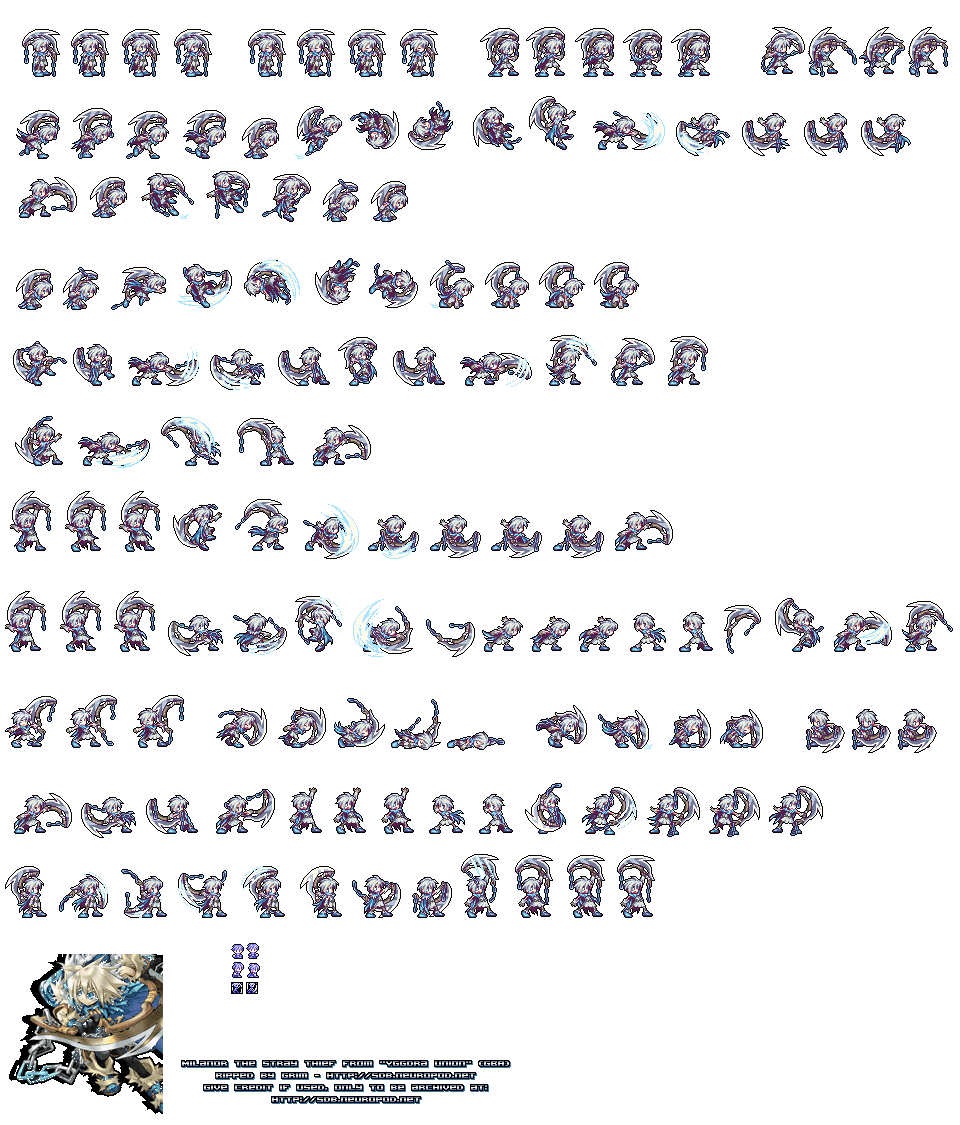 MILANOR THE STRAY THIEF FROM "YGGDRA UNION" (GBA)
RIPPED BY GRIM - HTTP://SDB.NEUROPOD.NET
GIVE CREDIT IF USED. ONLY TO BE ARCHIVED AT:
HTTP://SDB.NEUROPOD.NET